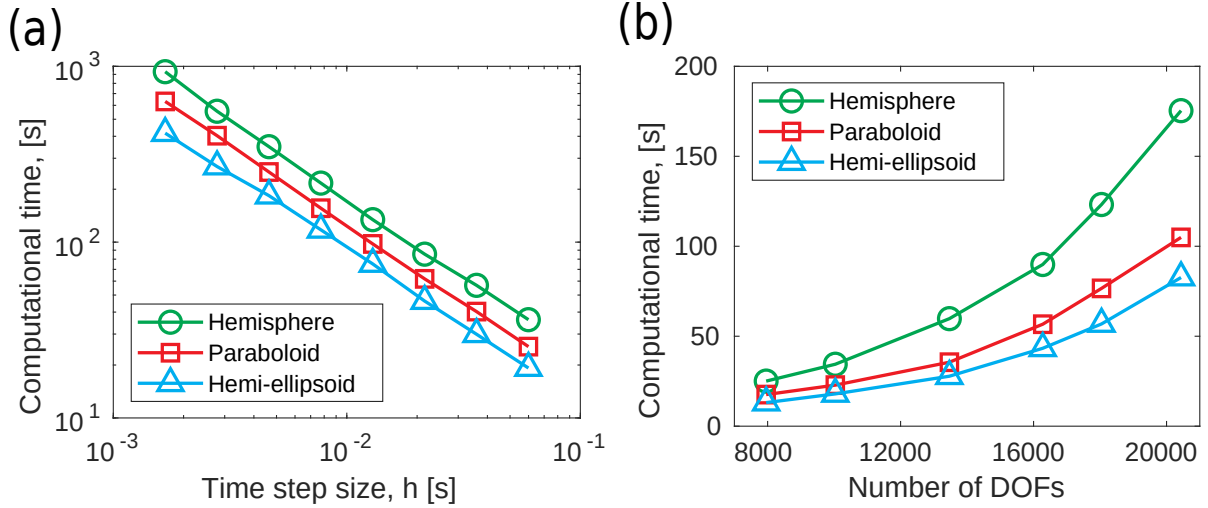 (a)
10^3
10^2
10^1
Computational time, [s]
Hemisphere
Paraboloid
Hemi-ellipsoid
10^-3
10^-2
10^-1
Time step size, h [s]
(b)
200
150
100
50
0
Computational time, [s]
Hemisphere
Paraboloid
Hemi-ellipsoid
8000 12000 16000 20000
Number of DOFs